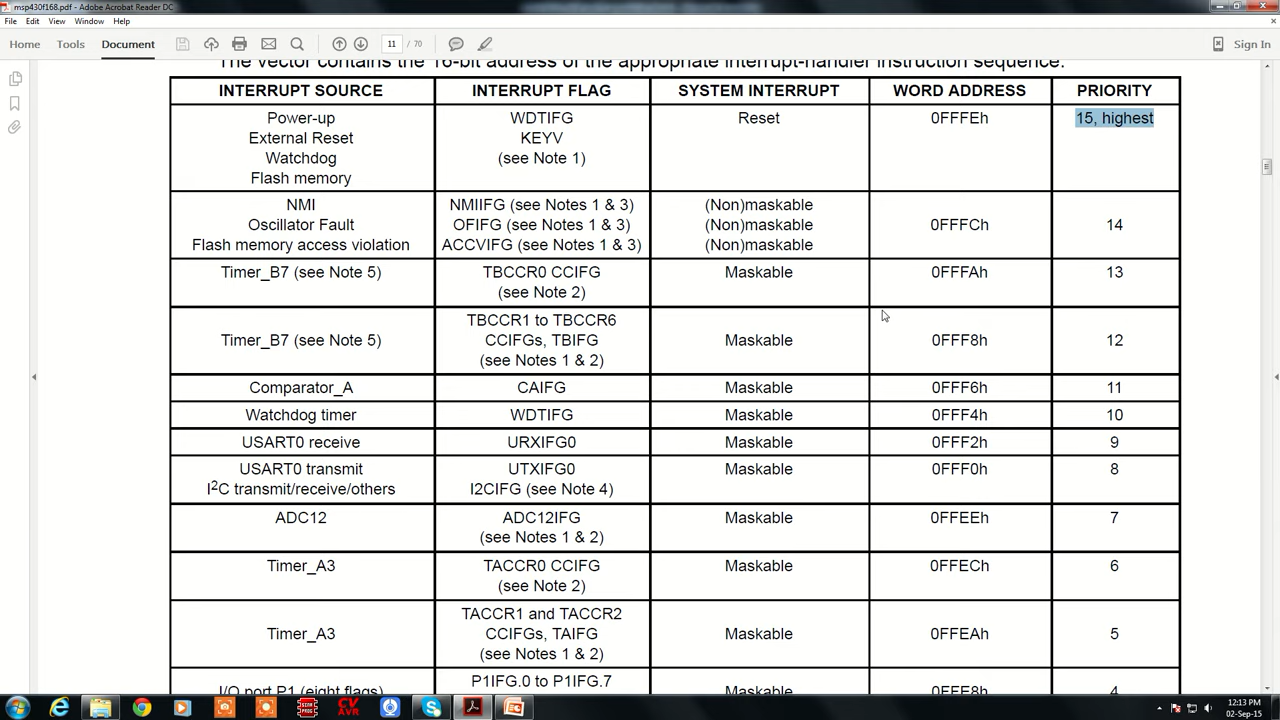 msp430f168.pdf - Adobe Acrobat Reader DC
File Edit View Window Help
Home Tools Document 11 / 70 Sign In
The vector contains the 16-bit address of the appropriate interrupt-handler instruction sequence.
INTERRUPT SOURCE INTERRUPT FLAG SYSTEM INTERRUPT WORD ADDRESS PRIORITY
Power-up WDTIFG Reset 0FFFEh 15, highest
External Reset KEYV
Watchdog (see Note 1)
Flash memory
NMI NMIIFG (see Notes 1 & 3) (Non)maskable
Oscillator Fault OFIFG (see Notes 1 & 3) (Non)maskable 0FFFCh 14
Flash memory access violation ACCVIFG (see Notes 1 & 3) (Non)maskable
Timer_B7 (see Note 5) TBCCR0 CCIFG Maskable 0FFFAh 13
(see Note 2)
TBCCR1 to TBCCR6
Timer_B7 (see Note 5) CCIFGs, TBIFG Maskable 0FFF8h 12
(see Notes 1 & 2)
Comparator_A CAIFG Maskable 0FFF6h 11
Watchdog timer WDTIFG Maskable 0FFF4h 10
USART0 receive URXIFG0 Maskable 0FFF2h 9
USART0 transmit UTXIFG0 Maskable 0FFF0h 8
I2C transmit/receive/others I2CIFG (see Note 4)
ADC12 ADC12IFG Maskable 0FFEEh 7
(see Notes 1 & 2)
Timer_A3 TACCR0 CCIFG Maskable 0FFECh 6
(see Note 2)
TACCR1 and TACCR2
Timer_A3 CCIFGs, TAIFG Maskable 0FFEAh 5
(see Notes 1 & 2)
P1IFG.0 to P1IFG.7
I/O port P1 (eight flags) Maskable 0FFE8h 4
CV
AVR
12:13 PM
02-Sep-15